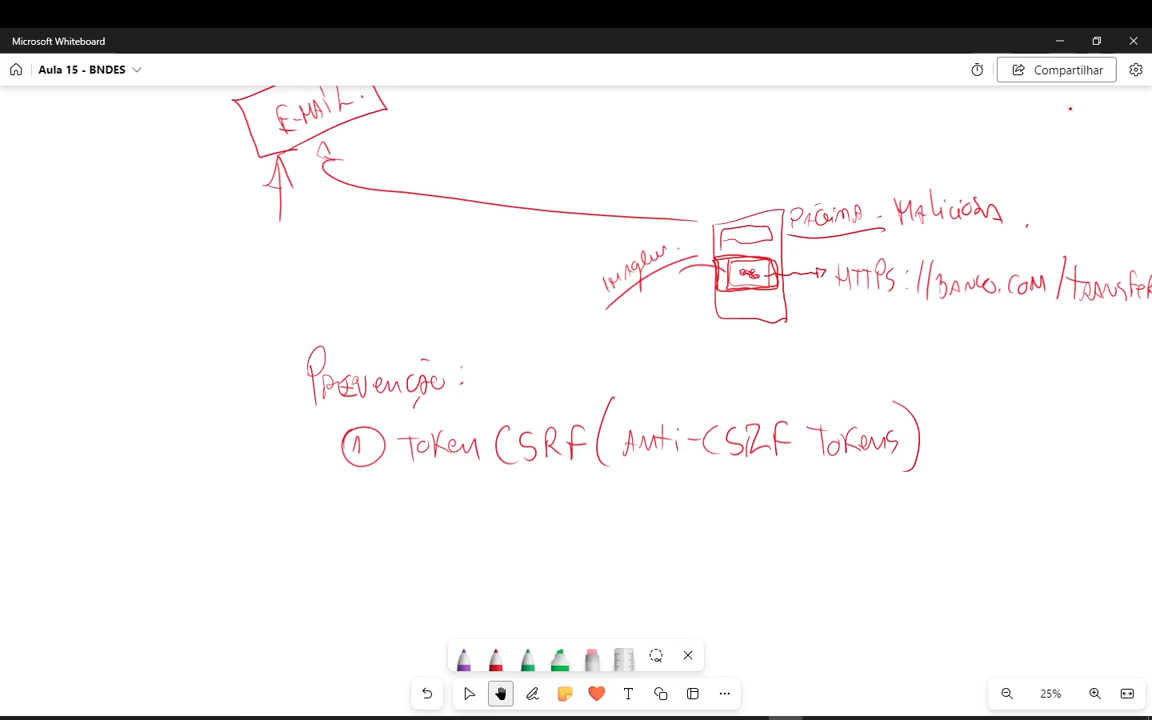 Microsoft Whiteboard
Aula 15 - BNDES
Compartilhar
E-MAIL.
PÁGINA - MALICIOSA.
imagem.
HTTPS://BANCO.COM/TRANSFER
Prevenção:
1 Token CSRF (Anti-CSRF Tokens)
25%